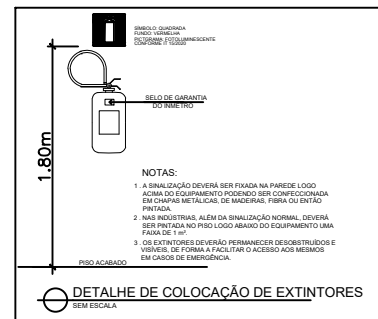 SÍMBOLO: QUADRADA
FUNDO: VERMELHA
PICTOGRAMA: FOTOLUMINESCENTE
CONFORME IT 15/2020
SELO DE GARANTIA
DO INMETRO
1.80m
NOTAS:
1 . A SINALIZAÇÃO DEVERÁ SER FIXADA NA PAREDE LOGO
ACIMA DO EQUIPAMENTO PODENDO SER CONFECCIONADA
EM CHAPAS METÁLICAS, DE MADEIRAS, FIBRA OU ENTÃO
PINTADA.
2 . NAS INDÚSTRIAS, ALÉM DA SINALIZAÇÃO NORMAL, DEVERÁ
SER PINTADA NO PISO LOGO ABAIXO DO EQUIPAMENTO UMA
FAIXA DE 1 m².
3 . OS EXTINTORES DEVERÃO PERMANECER DESOBSTRUÍDOS E
VISÍVEIS, DE FORMA A FACILITAR O ACESSO AOS MESMOS
EM CASOS DE EMERGÊNCIA.
PISO ACABADO
DETALHE DE COLOCAÇÃO DE EXTINTORES
SEM ESCALA